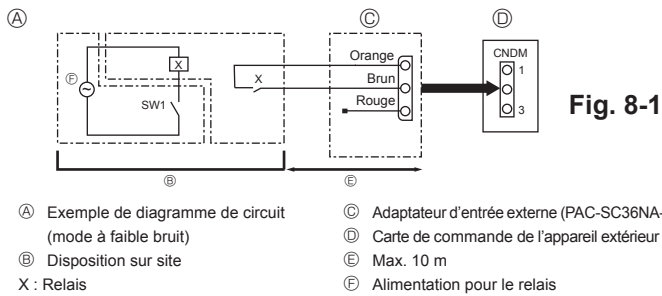 Ⓐ
Ⓒ
Ⓓ
Orange
Brun
Rouge
CNDM
1
3
X
X
SW1
Ⓕ
~
Ⓑ
Ⓔ
Fig. 8-1
Ⓐ Exemple de diagramme de circuit
(mode à faible bruit)
Ⓑ Disposition sur site
X : Relais
Ⓒ Adaptateur d'entrée externe (PAC-SC36NA-
Ⓓ Carte de commande de l'appareil extérieur
Ⓔ Max. 10 m
Ⓕ Alimentation pour le relais